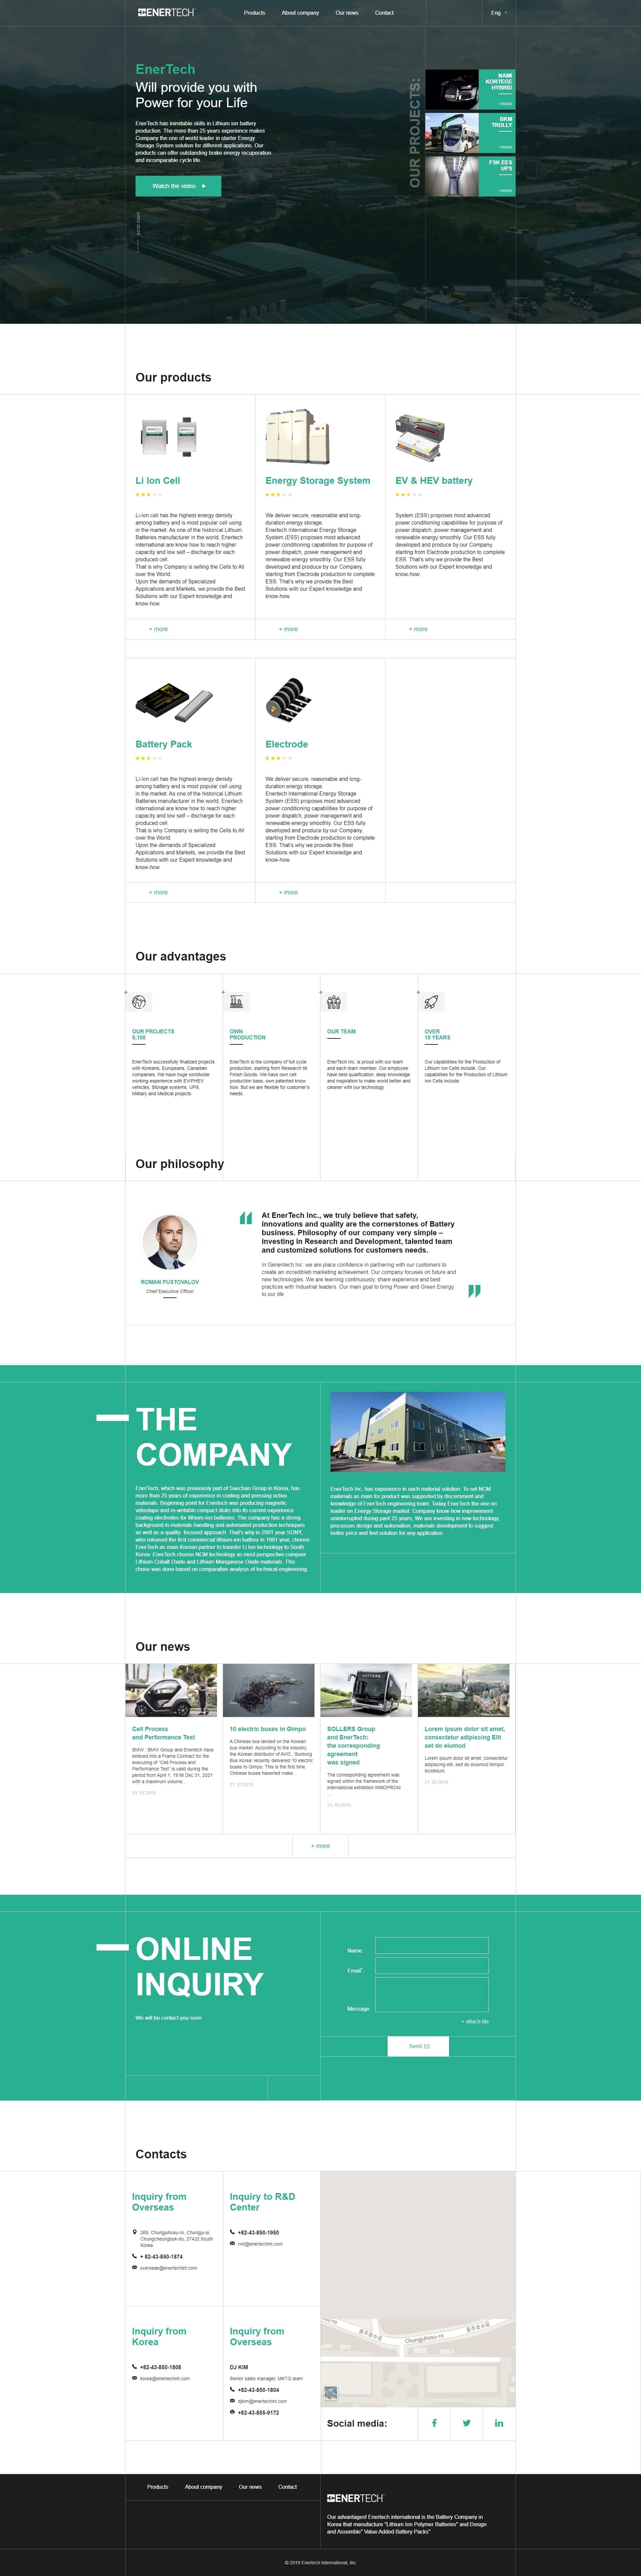 ENERTECH
Products About company Our news Contact
Eng
EnerTech
Will provide you with
Power for your Life
EnerTech has inimitable skills in Lithium ion battery
production. The more than 25 years experience makes
Company the one of world leader in starter Energy
Storage System solution for different applications. Our
products can offer outstanding brake energy recuperation
and incomparable cycle life.
Watch the video
OUR PROJECTS:
NAMI
KORTEGE
HYBRID
+more
BKM
TROLLY
+more
FSK EES
UPS
+more
Our products
Li Ion Cell
Li-Ion cell has the highest energy density
among battery and is most popular cell using
in the market. As one of the historical Lithium
Batteries manufacturer in the world, Enertech
international are know how to reach higher
capacity and low self – discharge for each
produced cell.
That is why Company is selling the Cells to All
over the World.
Upon the demands of Specialized
Applications and Markets, we provide the Best
Solutions with our Expert knowledge and
know-how
+ more
Energy Storage System
We deliver secure, reasonable and long-
duration energy storage.
Enertech International Energy Storage
System (ESS) proposes most advanced
power conditioning capabilities for purpose of
power dispatch, power management and
renewable energy smoothly. Our ESS fully
developed and produce by our Company,
starting from Electrode production to complete
ESS. That's why we provide the Best
Solutions with our Expert knowledge and
know-how.
+ more
EV & HEV battery
System (ESS) proposes most advanced
power conditioning capabilities for purpose of
power dispatch, power management and
renewable energy smoothly. Our ESS fully
developed and produce by our Company,
starting from Electrode production to complete
ESS. That's why we provide the Best
Solutions with our Expert knowledge and
know-how.
+ more
Battery Pack
Li-Ion cell has the highest energy density
among battery and is most popular cell using
in the market. As one of the historical Lithium
Batteries manufacturer in the world, Enertech
international are know how to reach higher
capacity and low self – discharge for each
produced cell.
That is why Company is selling the Cells to All
over the World.
Upon the demands of Specialized
Applications and Markets, we provide the Best
Solutions with our Expert knowledge and
know-how
+ more
Electrode
We deliver secure, reasonable and long-
duration energy storage.
Enertech International Energy Storage
System (ESS) proposes most advanced
power conditioning capabilities for purpose of
power dispatch, power management and
renewable energy smoothly. Our ESS fully
developed and produce by our Company,
starting from Electrode production to complete
ESS. That's why we provide the Best
Solutions with our Expert knowledge and
know-how.
+ more
Our advantages
OUR PROJECTS
5,100
EnerTech successfully finalized projects
with Koreans, Europeans, Canadian
companies. We have huge worldwide
working experience with EV/PHEV
vehicles, Storage systems, UPS,
Military and Medical projects.
OWN
PRODUCTION
EnerTech is the company of full cycle
production, starting from Research till
Finish Goods. We have own cell
production base, own patented know
how. But we are flexible for customer's
needs.
OUR TEAM
EnerTech Inc. is proud with our team
and each team member. Our employee
have best qualification, deep knowledge
and inspiration to make world better and
cleaner with our technology.
OVER
10 YEARS
Our capabilities for the Production of
Lithium Ion Cells include. Our
capabilities for the Production of Lithium
Ion Cells include.
Our philosophy
ROMAN PUSTOVALOV
Chief Executive Officer
At EnerTech Inc., we truly believe that safety,
innovations and quality are the cornerstones of Battery
business. Philosophy of our company very simple –
investing in Research and Development, talented team
and customized solutions for customers needs.
In Genertech Inc. we are place confidence in partnering with our customers to
create an incredibleb marketing achievement. Our company focuses on future and
new technologies. We are learning continuously, share experience and best
practices with Industrial leaders. Our main goal to bring Power and Green Energy
to our life
THE
COMPANY
EnerTech, which was previously part of Saechan Group in Korea, has
more than 25 years of experience in coating and pressing active
materials. Beginning point for Enertech was producing magnetic
videotape and re-writable compact disks into its current experience
coating electrodes for lithium-ion batteries. The company has a strong
background in materials handling and automated production techniques
as well as a quality- focused approach. That's why in 2001 year SONY,
who released the first commercial lithium-ion battery in 1991 year, choose
EnerTech as main Korean partner to transfer Li Ion technology to South
Korea. EnerTech choose NCM technology as most perspective comper
Lithium Cobalt Oxide and Lithium Manganese Oxide materials. This
chose was done based on comparative analysis of technical engineering.
EnerTech Inc. has experience in each material solution. To set NCM
materials as main for product was supported by discernment and
knowledge of EnerTech engineering team. Today EnerTech the one on
leader on Energy Storage market. Company know-how improvement
uninterrupted during past 25 years, We are investing in new technology,
processes design and automation, materials development to suggest
better price and find solution for any application.
Our news
Cell Process
and Performance Test
BMW : BMW Group and Enertech have
entered into a Frame Contract for the
executing of "Cell Process and
Performance Test" is valid during the
period from April 1, 19 till Dec 31, 2021
with a maximum volume...
21.10.2019
10 electric buses in Gimpo
A Chinese bus landed on the Korean
bus market. According to the industry
the Korean distributor of AVIC, 'Sunlong
Bus Korea' recently delivered 10 electric
buses to Gimpo. This is the first time
Chinese buses haverted make...
21.10.2019
SOLLERS Group
and EnerTech:
the corresponding
agreement
was signed
The corresponding agreement was
signed within the framework of the
international exhibition INNOPROM
...
21.10.2019
Lorem ipsum dolor sit amet,
consectetur adipiscing Elit
set do eiumod
Lorem ipsum dolor sit amet, consectetur
adipiscing elit, sed do eiusmod tempor
incididunt.
21.10.2019
+ more
ONLINE
INQUIRY
We will be contact you soon
Name:
Email*:
Message:
+ attach file
Send
Contacts
Inquiry from
Overseas
269, Chungjuhosu-ro, Chungju-si,
Chungcheongbuk-do, 27432 South
Korea
+ 82-43-850-1874
overseas@enertechint.com
Inquiry to R&D
Center
+82-43-850-1950
rnd@enertechint.com
Inquiry from
Korea
+82-43-850-1808
korea@enertechint.com
Inquiry from
Overseas
DJ KIM
Senior sales manager, MKTG team
+82-43-850-1804
djkim@enertechint.com
+82-43-855-9172
Chungjuhosu-ro
Social media:
Products About company Our news Contact
ENERTECH
Our advantages! Enertech international is the Battery Company in
Korea that manufacture "Lithium Ion Polymer Batteries" and Design
and Assemble" Value Added Battery Packs"
© 2019 Enertech International, Inc